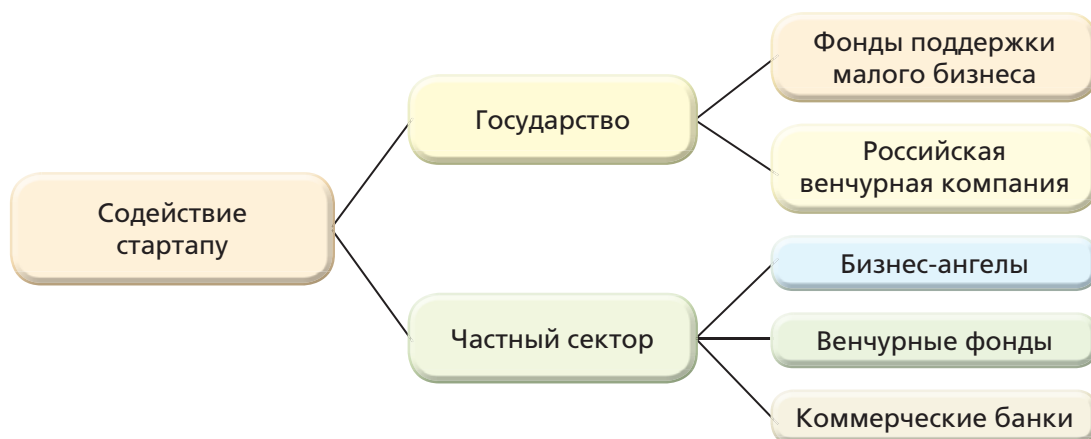 Содействие
стартапу
Государство
Фонды поддержки
малого бизнеса
Российская
венчурная компания
Частный сектор
Бизнес-ангелы
Венчурные фонды
Коммерческие банки